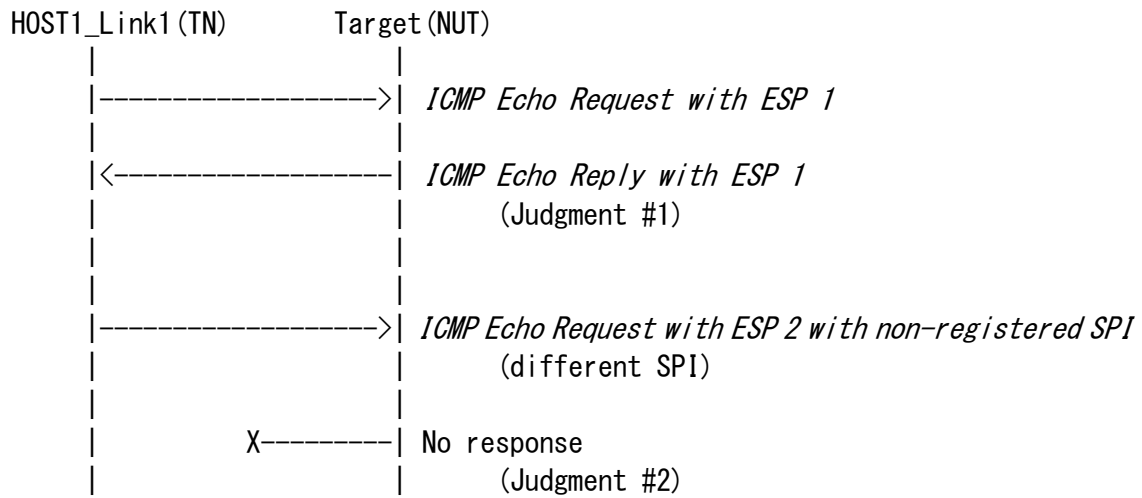 HOST1_Link1(TN) Target(NUT)
| |
|------------------->| ICMP Echo Request with ESP 1
| |
|<-------------------| ICMP Echo Reply with ESP 1
| | (Judgment #1)
| |
| |
|------------------->| ICMP Echo Request with ESP 2 with non-registered SPI
| | (different SPI)
| |
| X---------| No response
| | (Judgment #2)